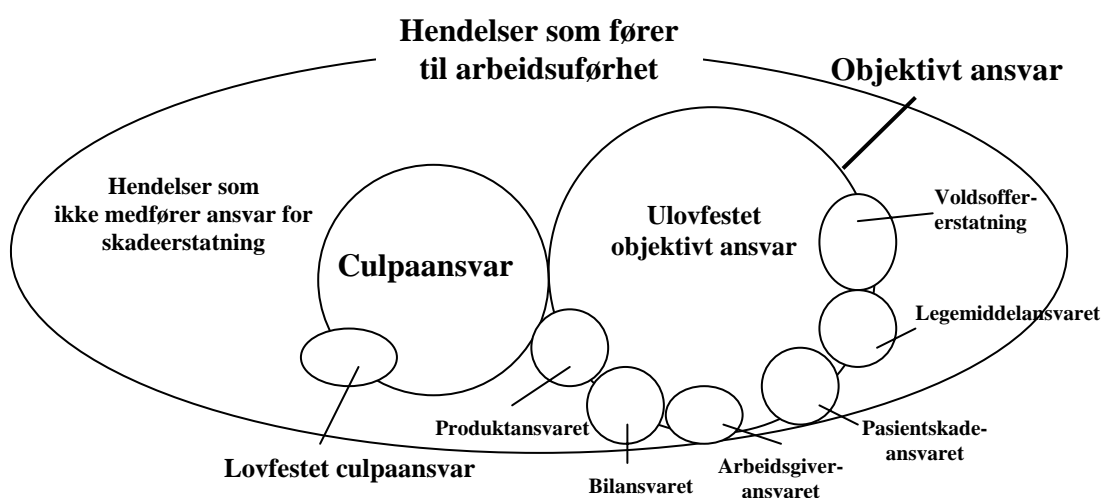 Hendelser som fører
til arbeidsuførhet
Objektivt ansvar
Hendelser som
ikke medfører ansvar for
skadeerstatning
Culpaansvar
Ulovfestet
objektivt ansvar
Voldsoffer-
erstatning
Legemiddelansvaret
Produktansvaret
Pasientskade-
ansvaret
Lovfestet culpaansvar
Arbeidsgiver-
ansvaret
Bilansvaret